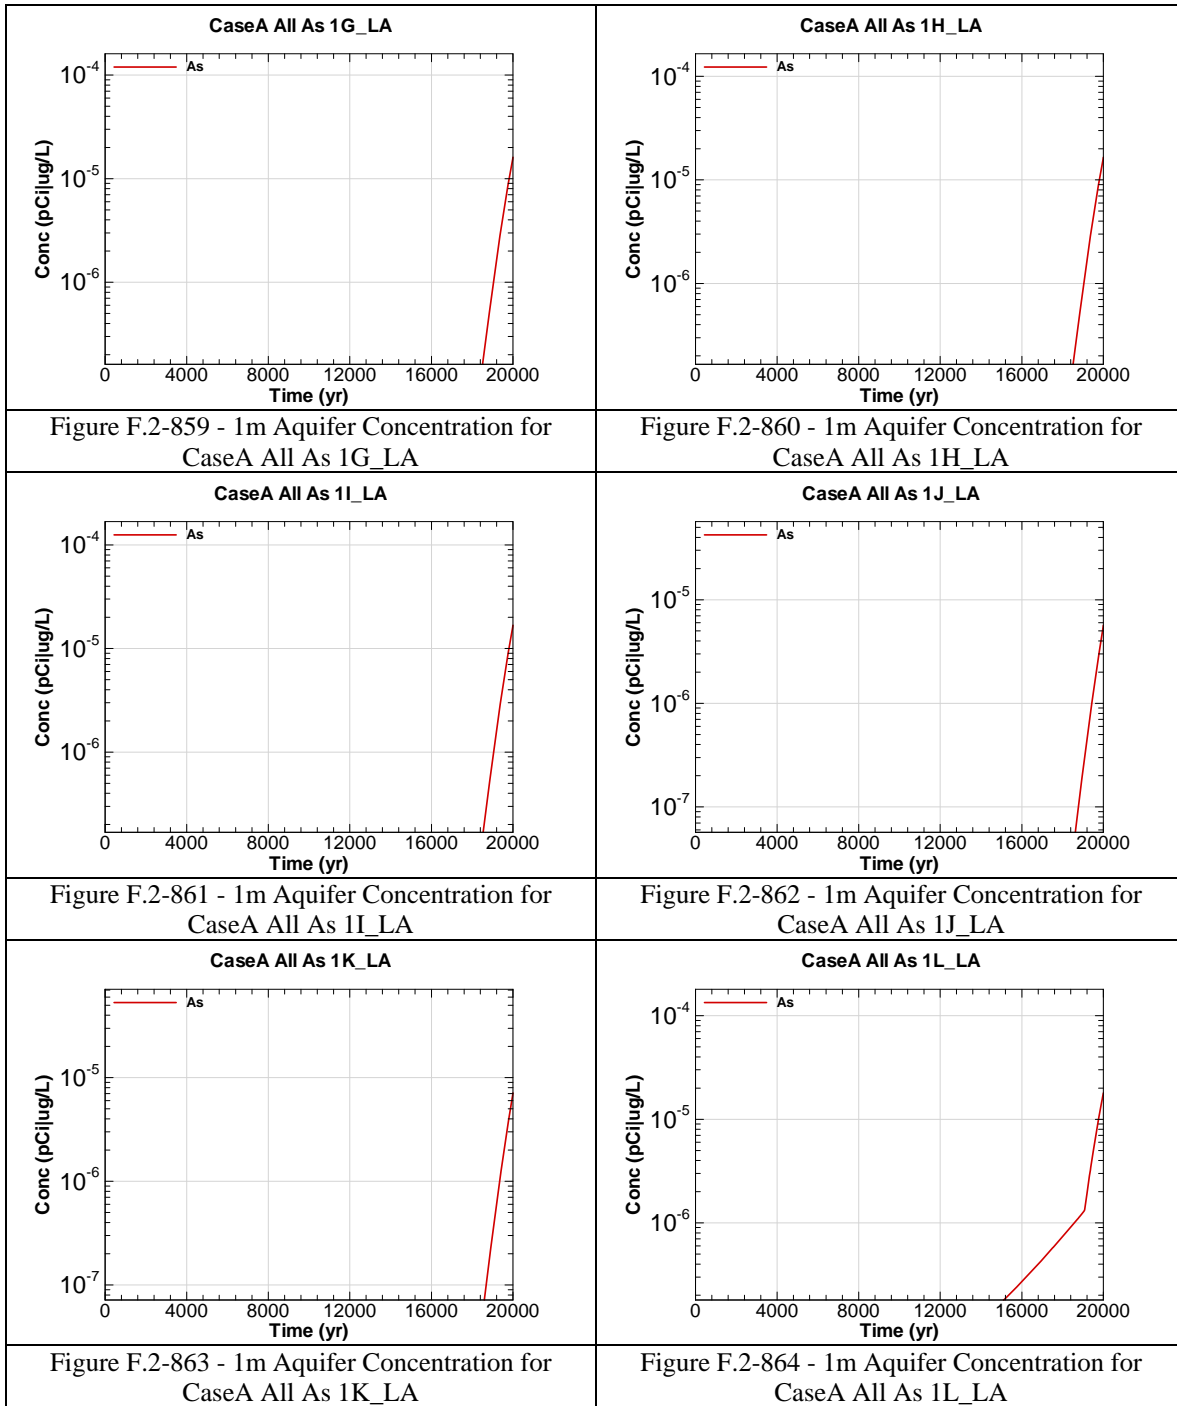 CaseA All As 1G_LA
As
10-4
10-5
10-6
Conc (pCi|ug/L)
0 4000 8000 12000 16000 20000
Time (yr)
Figure F.2-859 - 1m Aquifer Concentration for
CaseA All As 1G_LA
CaseA All As 1H_LA
As
10-4
10-5
10-6
Conc (pCi|ug/L)
0 4000 8000 12000 16000 20000
Time (yr)
Figure F.2-860 - 1m Aquifer Concentration for
CaseA All As 1H_LA
CaseA All As 1I_LA
As
10-4
10-5
10-6
Conc (pCi|ug/L)
0 4000 8000 12000 16000 20000
Time (yr)
Figure F.2-861 - 1m Aquifer Concentration for
CaseA All As 1I_LA
CaseA All As 1J_LA
As
10-5
10-6
10-7
Conc (pCi|ug/L)
0 4000 8000 12000 16000 20000
Time (yr)
Figure F.2-862 - 1m Aquifer Concentration for
CaseA All As 1J_LA
CaseA All As 1K_LA
As
10-5
10-6
10-7
Conc (pCi|ug/L)
0 4000 8000 12000 16000 20000
Time (yr)
Figure F.2-863 - 1m Aquifer Concentration for
CaseA All As 1K_LA
CaseA All As 1L_LA
As
10-4
10-5
10-6
Conc (pCi|ug/L)
0 4000 8000 12000 16000 20000
Time (yr)
Figure F.2-864 - 1m Aquifer Concentration for
CaseA All As 1L_LA